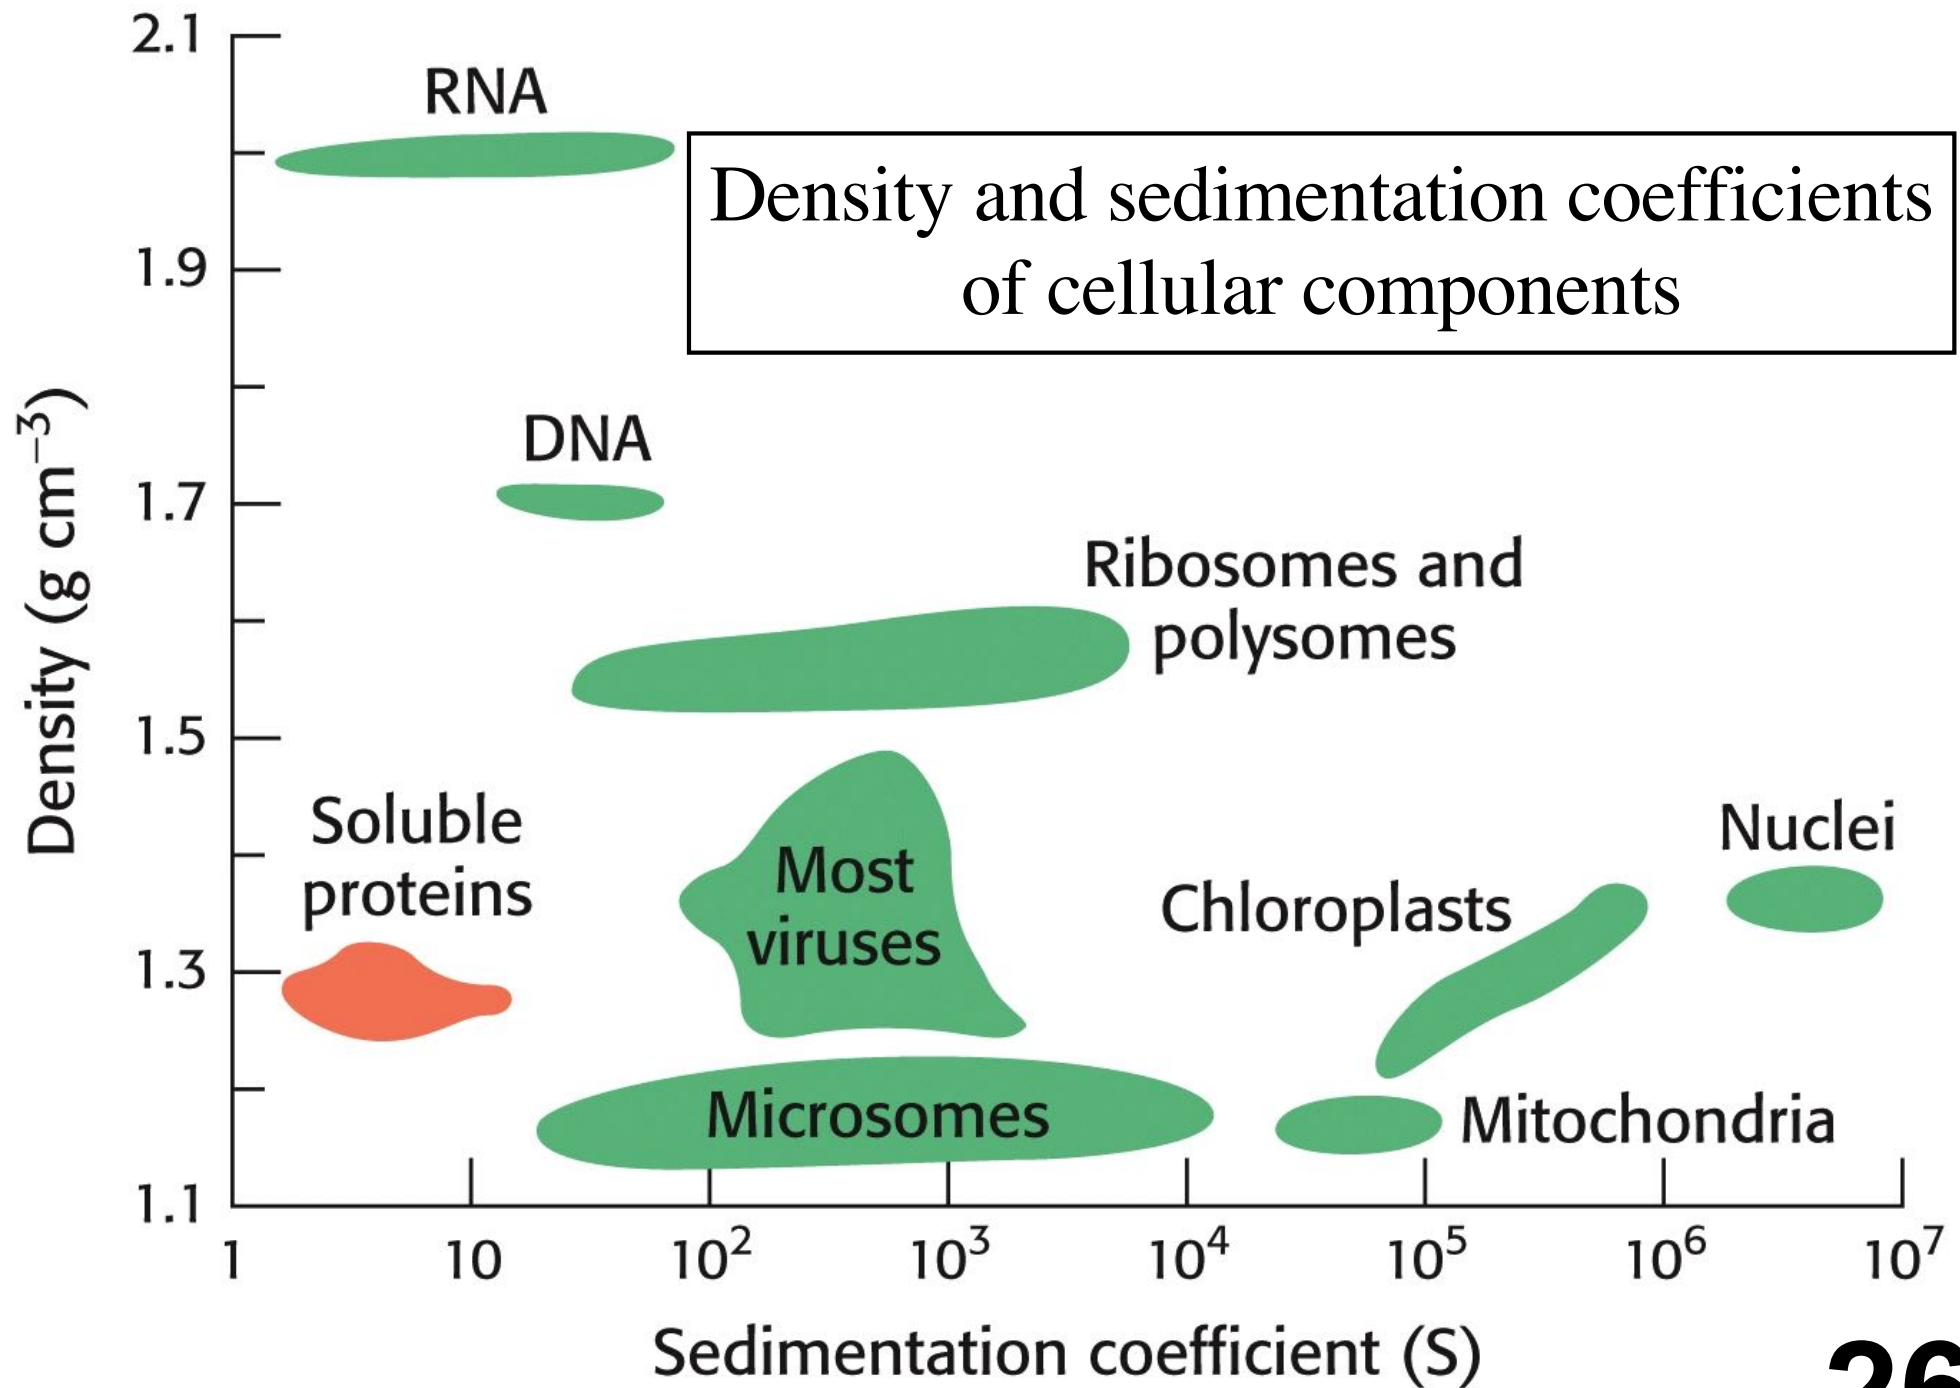 2.1
RNA
Density and sedimentation coefficients
of cellular components
1.9
DNA
1.7
Ribosomes and
polysomes
1.5
Density (g cm⁻³)
Soluble
proteins
Most
viruses
Nuclei
Chloroplasts
1.3
Microsomes
Mitochondria
1.1
1 10 10² 10³ 10⁴ 10⁵ 10⁶ 10⁷
Sedimentation coefficient (S)
26